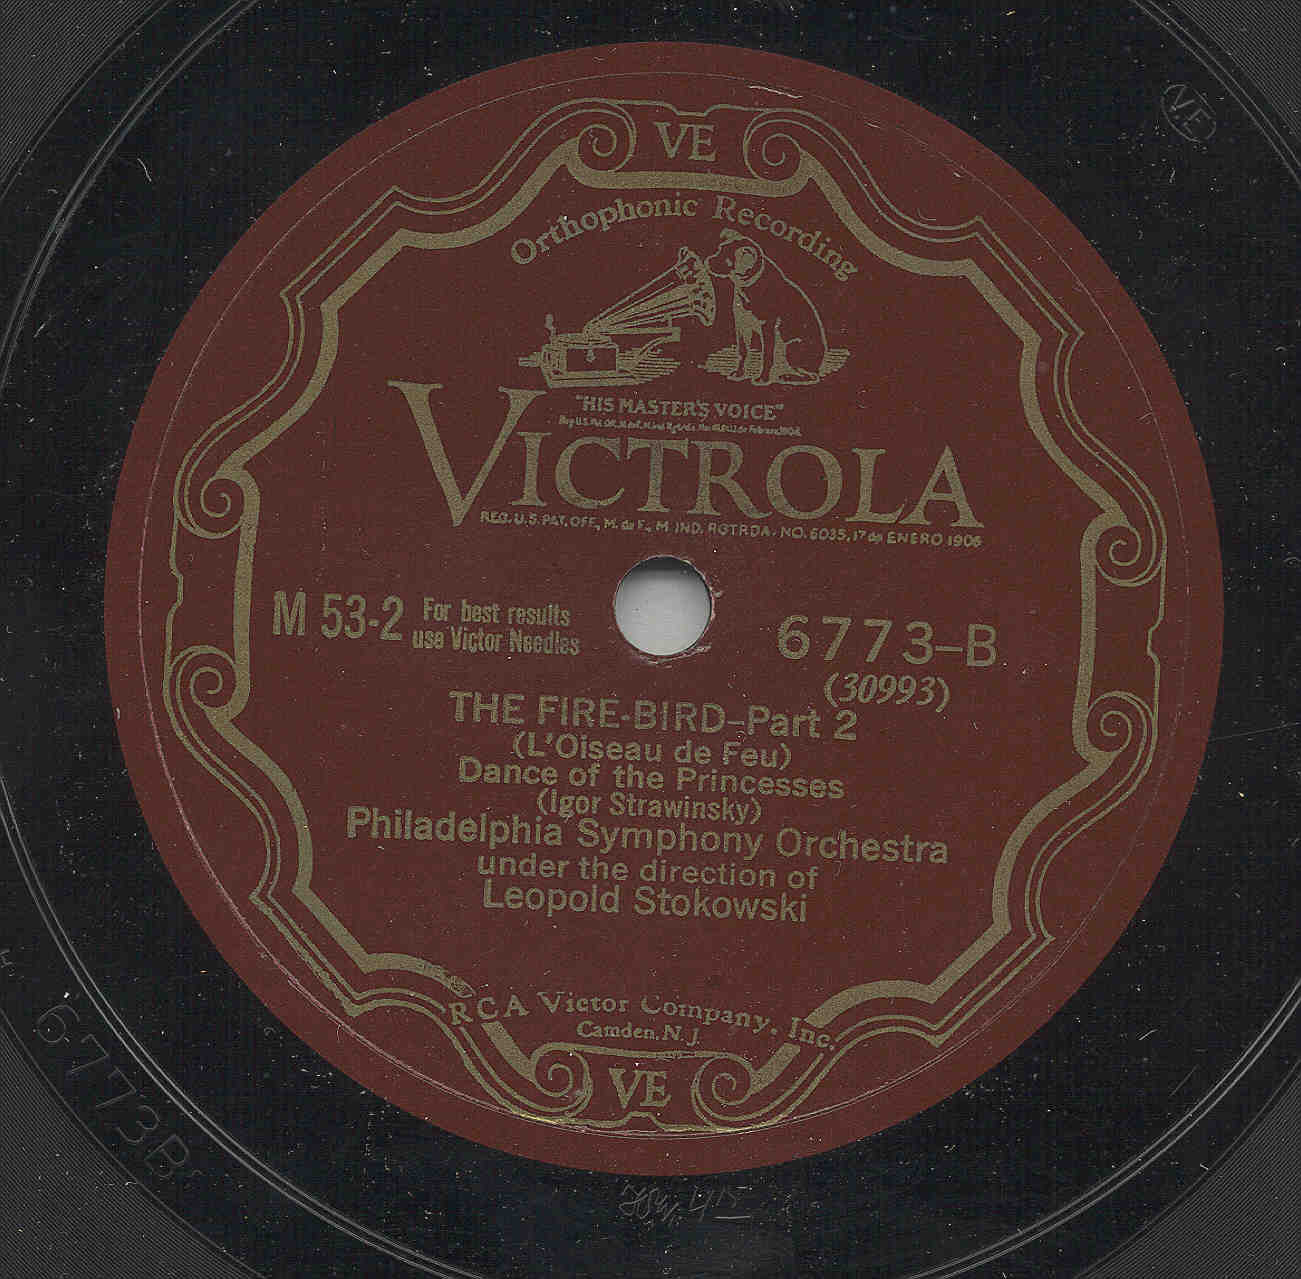 VE
Orthophonic Recording
"HIS MASTER'S VOICE"
VICTROLA
REG. U.S. PAT. OFF., M. de F., M. IND. RGTRDA. NO. 6035, 17 de ENERO 1906
M 53-2
For best results
use Victor Needles
6773-B
(30993)
THE FIRE-BIRD-Part 2
(L'Oiseau de Feu)
Dance of the Princesses
(Igor Strawinsky)
Philadelphia Symphony Orchestra
under the direction of
Leopold Stokowski
RCA Victor Company, Inc.
Camden, N. J.
VE
VE
6773B